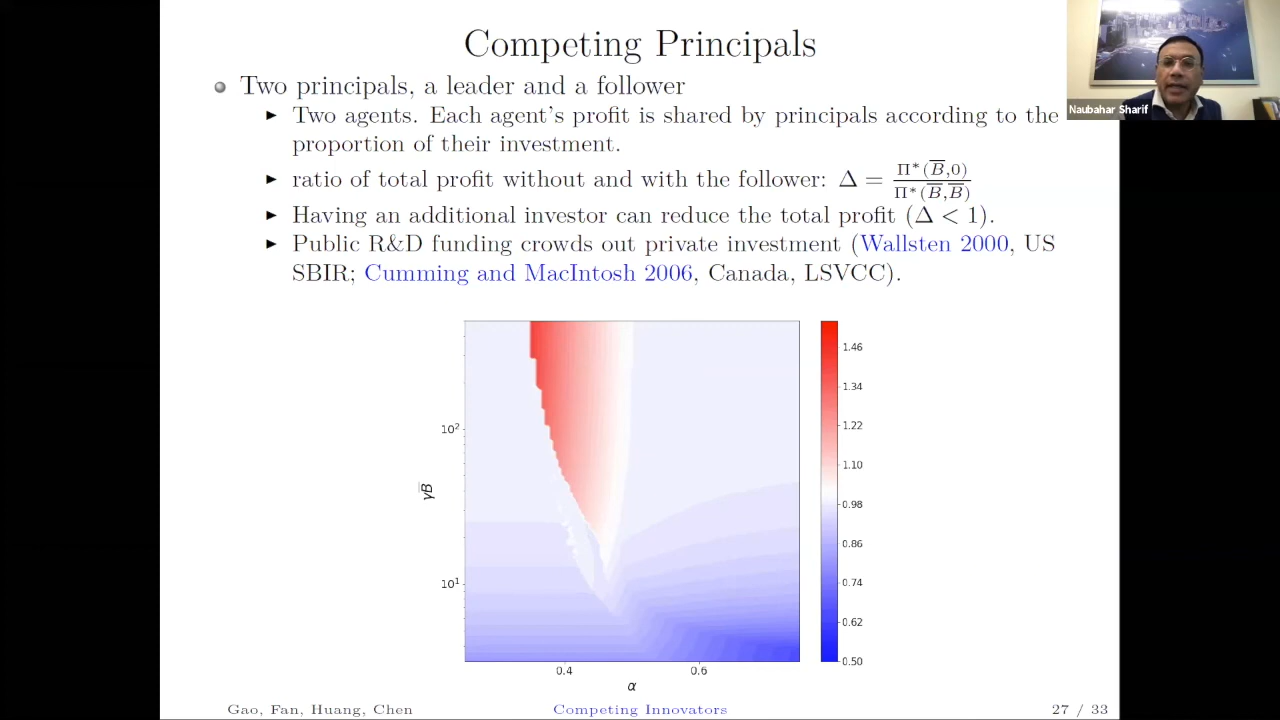 Competing Principals
Two principals, a leader and a follower
Two agents. Each agent's profit is shared by principals according to the
proportion of their investment.
ratio of total profit without and with the follower: Δ = Π*(B̅,0) / Π*(B̅,B̅)
Having an additional investor can reduce the total profit (Δ < 1).
Public R&D funding crowds out private investment (Wallsten 2000, US
SBIR; Cumming and MacIntosh 2006, Canada, LSVCC).
Naubahar Sharif
10²
10¹
γB̅
0.4
0.6
α
1.46
1.34
1.22
1.10
0.98
0.86
0.74
0.62
0.50
Gao, Fan, Huang, Chen
Competing Innovators
27 / 33